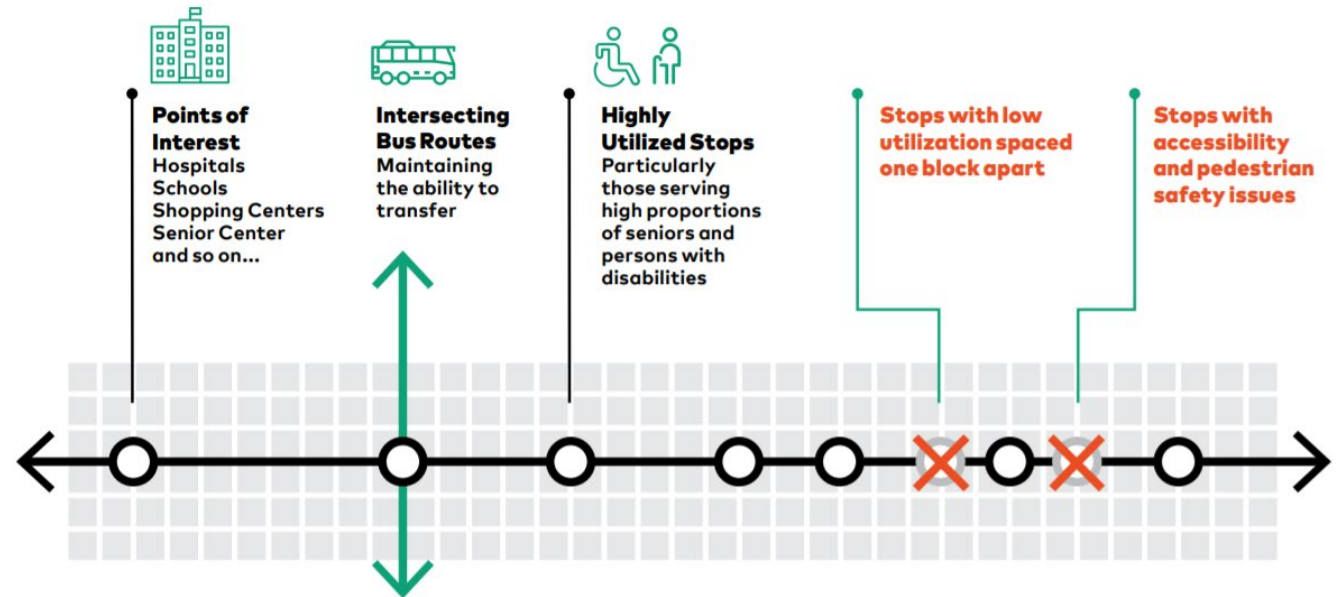 Points of
Interest
Hospitals
Schools
Shopping Centers
Senior Center
and so on...
Intersecting
Bus Routes
Maintaining
the ability to
transfer
Highly
Utilized Stops
Particularly
those serving
high proportions
of seniors and
persons with
disabilities
Stops with low
utilization spaced
one block apart
Stops with
accessibility
and pedestrian
safety issues